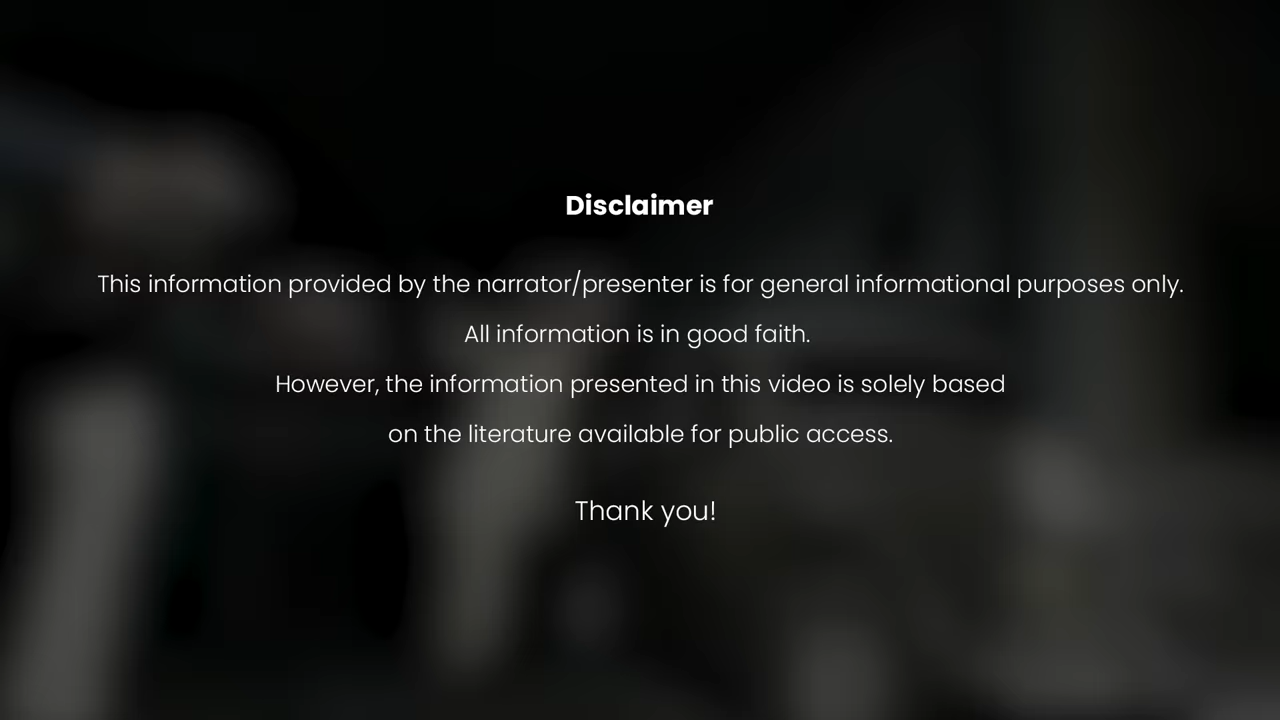 Disclaimer
This information provided by the narrator/presenter is for general informational purposes only.
All information is in good faith.
However, the information presented in this video is solely based
on the literature available for public access.
Thank you!